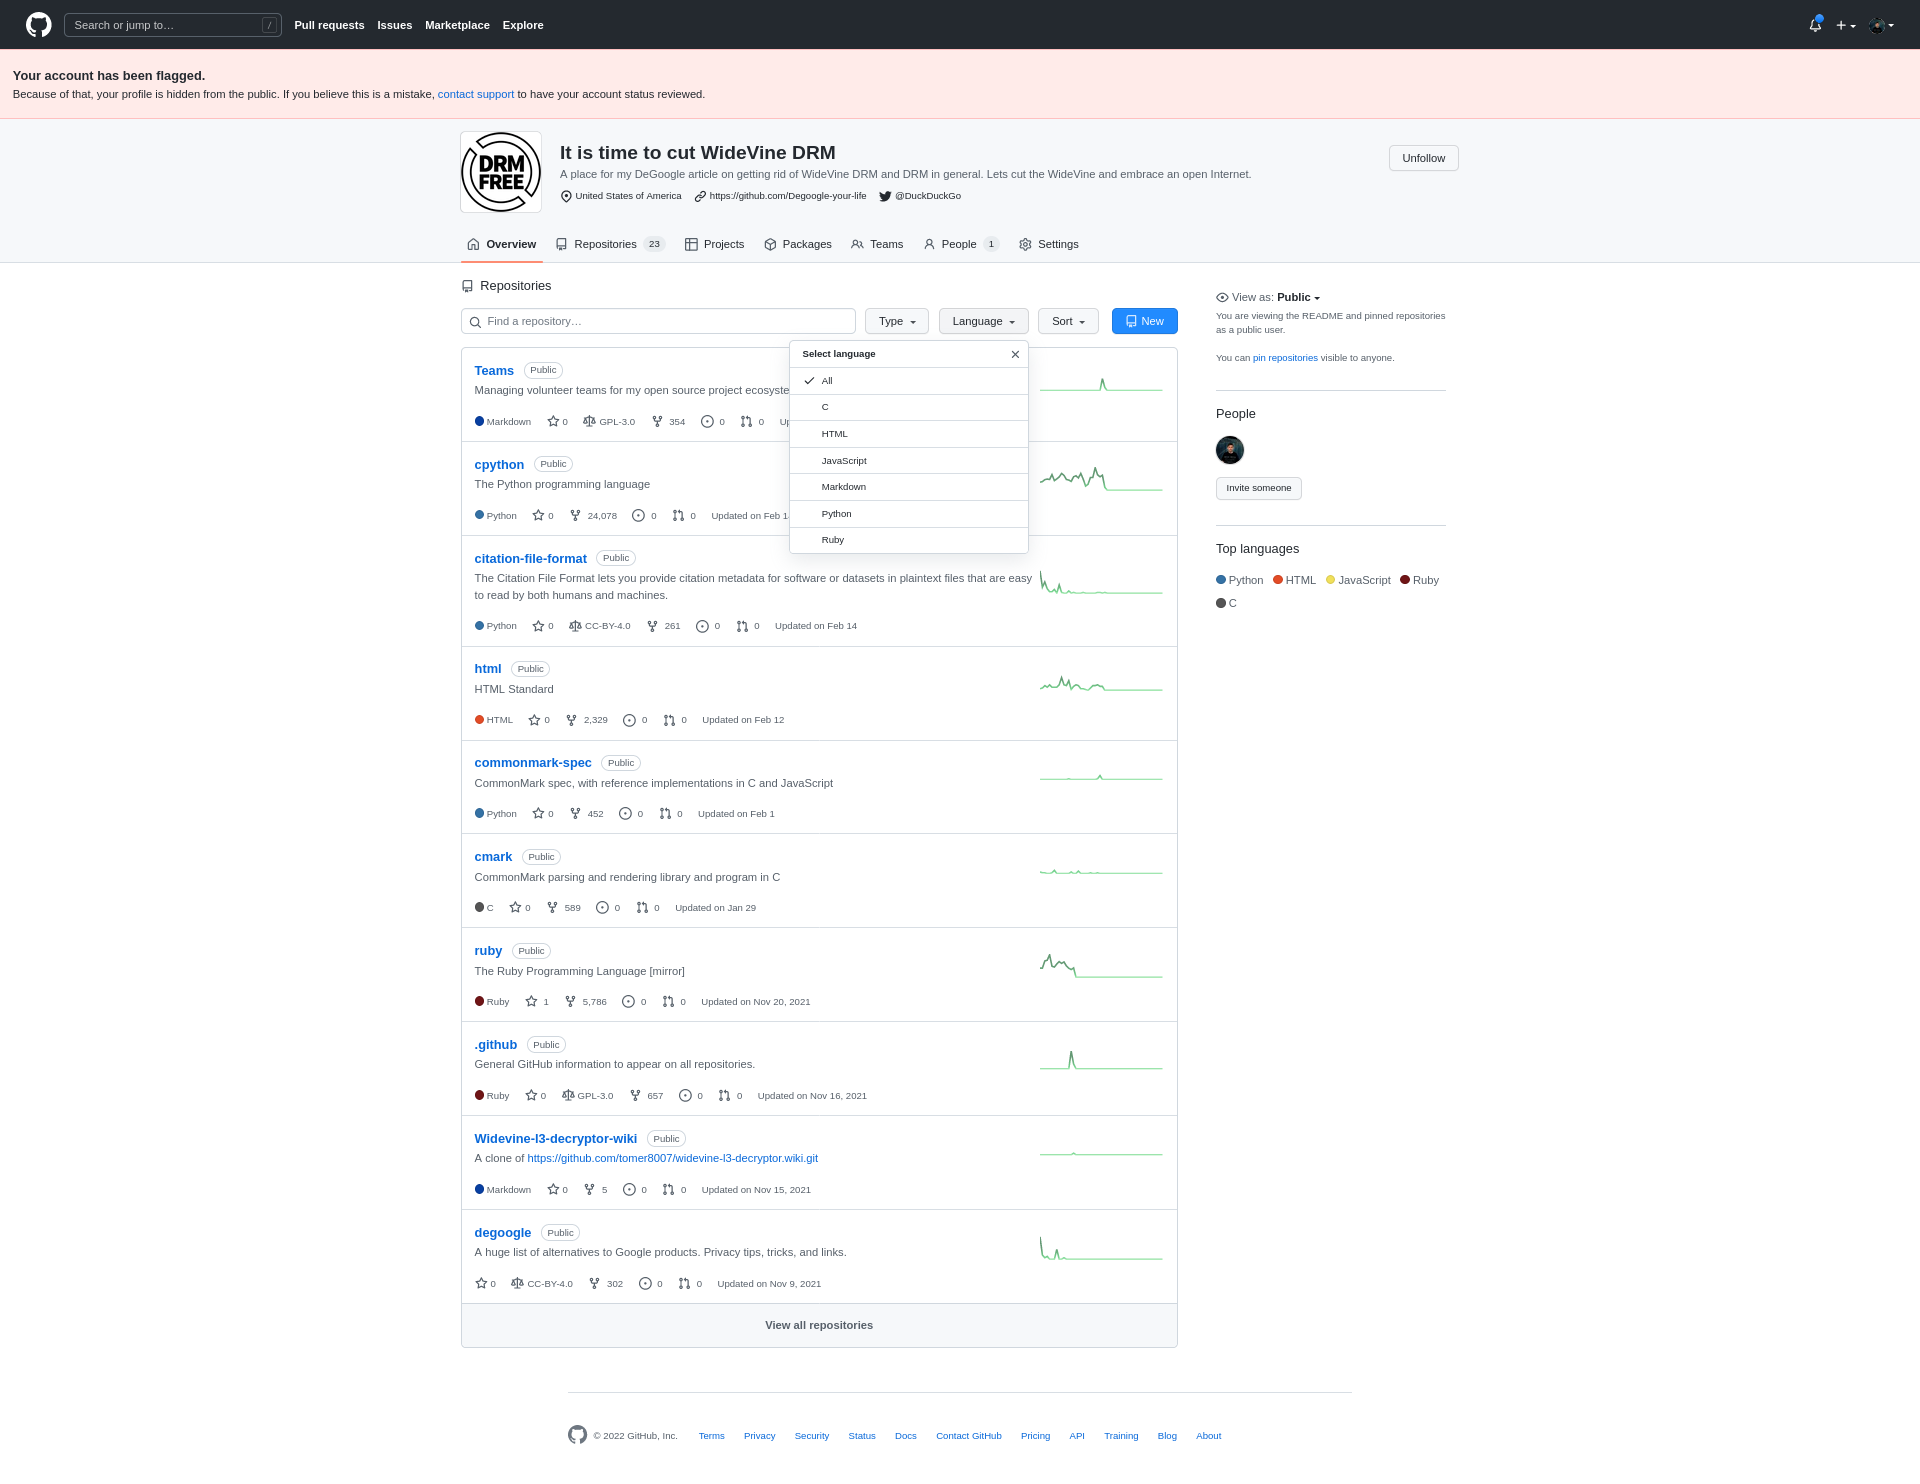 Search or jump to…
/
Pull requests
Issues
Marketplace
Explore
Your account has been flagged.
Because of that, your profile is hidden from the public. If you believe this is a mistake, contact support to have your account status reviewed.
DRM
FREE
It is time to cut WideVine DRM
A place for my DeGoogle article on getting rid of WideVine DRM and DRM in general. Lets cut the WideVine and embrace an open Internet.
United States of America
https://github.com/Degoogle-your-life
@DuckDuckGo
Unfollow
Overview
Repositories 23
Projects
Packages
Teams
People 1
Settings
Repositories
Find a repository…
Type
Language
Sort
New
Select language
All
C
HTML
JavaScript
Markdown
Python
Ruby
Teams Public
Managing volunteer teams for my open source project ecosyste
Markdown 0 GPL-3.0 354 0 0 Up
cpython Public
The Python programming language
Python 0 24,078 0 0 Updated on Feb 1
citation-file-format Public
The Citation File Format lets you provide citation metadata for software or datasets in plaintext files that are easy
to read by both humans and machines.
Python 0 CC-BY-4.0 261 0 0 Updated on Feb 14
html Public
HTML Standard
HTML 0 2,329 0 0 Updated on Feb 12
commonmark-spec Public
CommonMark spec, with reference implementations in C and JavaScript
Python 0 452 0 0 Updated on Feb 1
cmark Public
CommonMark parsing and rendering library and program in C
C 0 589 0 0 Updated on Jan 29
ruby Public
The Ruby Programming Language [mirror]
Ruby 1 5,786 0 0 Updated on Nov 20, 2021
.github Public
General GitHub information to appear on all repositories.
Ruby 0 GPL-3.0 657 0 0 Updated on Nov 16, 2021
Widevine-l3-decryptor-wiki Public
A clone of https://github.com/tomer8007/widevine-l3-decryptor.wiki.git
Markdown 0 5 0 0 Updated on Nov 15, 2021
degoogle Public
A huge list of alternatives to Google products. Privacy tips, tricks, and links.
0 CC-BY-4.0 302 0 0 Updated on Nov 9, 2021
View all repositories
View as: Public
You are viewing the README and pinned repositories
as a public user.
You can pin repositories visible to anyone.
People
Invite someone
Top languages
Python HTML JavaScript Ruby
C
© 2022 GitHub, Inc.
Terms
Privacy
Security
Status
Docs
Contact GitHub
Pricing
API
Training
Blog
About